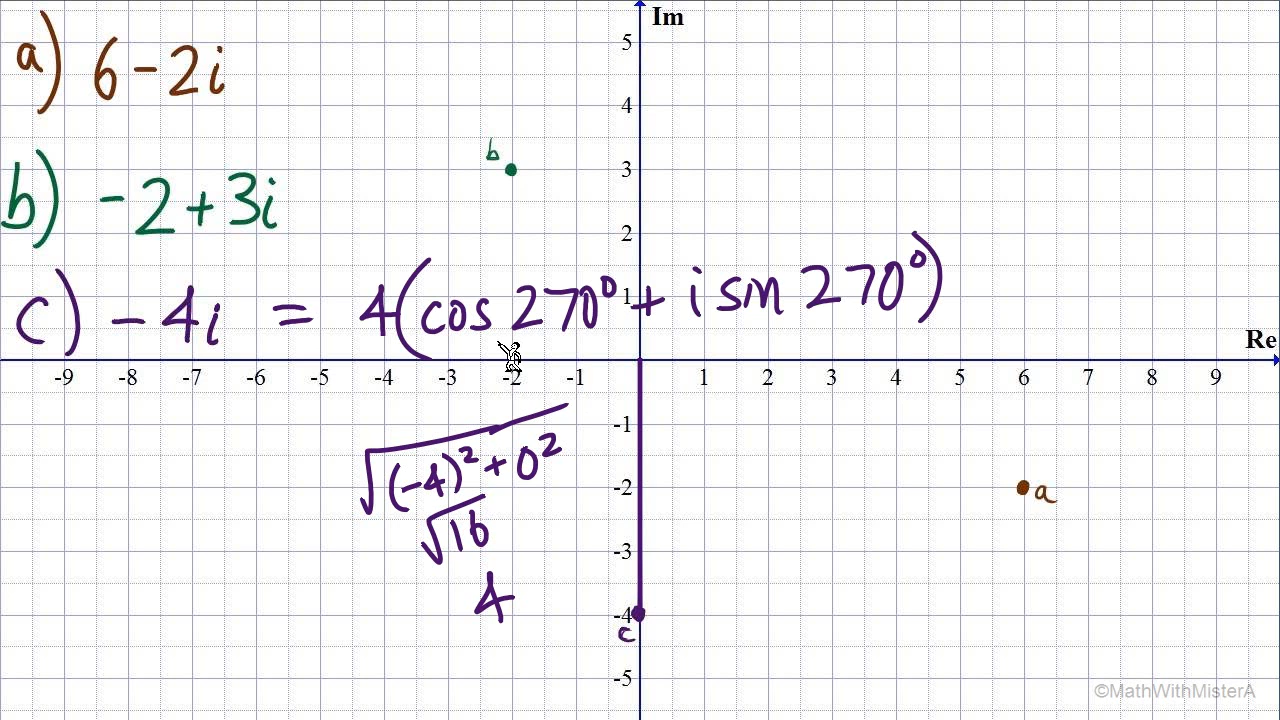 Im
a) 6 - 2i
b) -2 + 3i
c) -4i = 4(cos 270° + i sin 270°)
5
4
b
3
2
1
Re
-9 -8 -7 -6 -5 -4 -3 -2 -1 1 2 3 4 5 6 7 8 9
-1
√(-4)² + 0²
-2
a
√16
-3
4
-4
c
-5
©MathWithMisterA